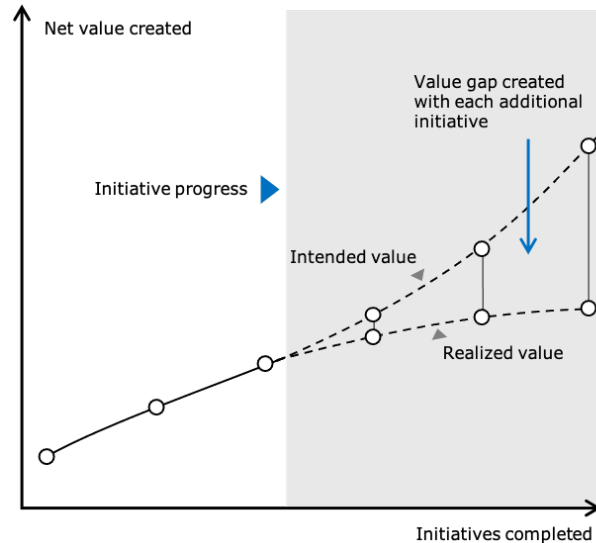 Net value created
Value gap created
with each additional
initiative
Initiative progress
Intended value
Realized value
Initiatives completed